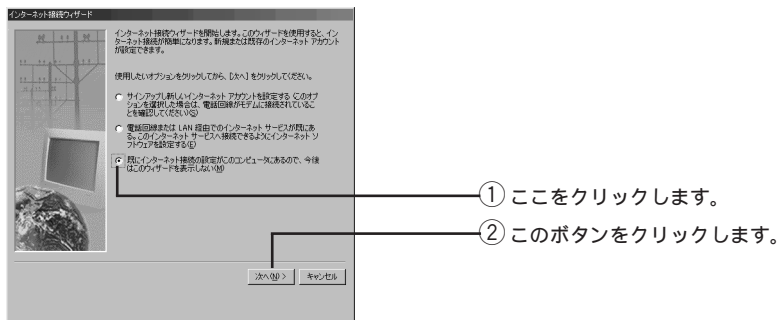 インターネット接続ウィザード
インターネット接続ウィザードを開始します。このウィザードを使用すると、イン
ターネット接続が簡単になります。新規または既存のインターネット アカウント
が設定できます。
使用したいオプションをクリックしてから、[次へ] をクリックしてください。
サインアップし新しいインターネット アカウントを設定する (このオプ
ションを選択した場合は、電話回線がモデムに接続されているこ
とを確認してください)(S)
電話回線または LAN 経由でのインターネット サービスが既にあ
る。このインターネット サービスへ接続できるようにインターネット ソ
フトウェアを設定する(E)
既にインターネット接続の設定がこのコンピュータにあるので、今後
はこのウィザードを表示しない(M)
① ここをクリックします。
② このボタンをクリックします。
次へ(N) >
キャンセル